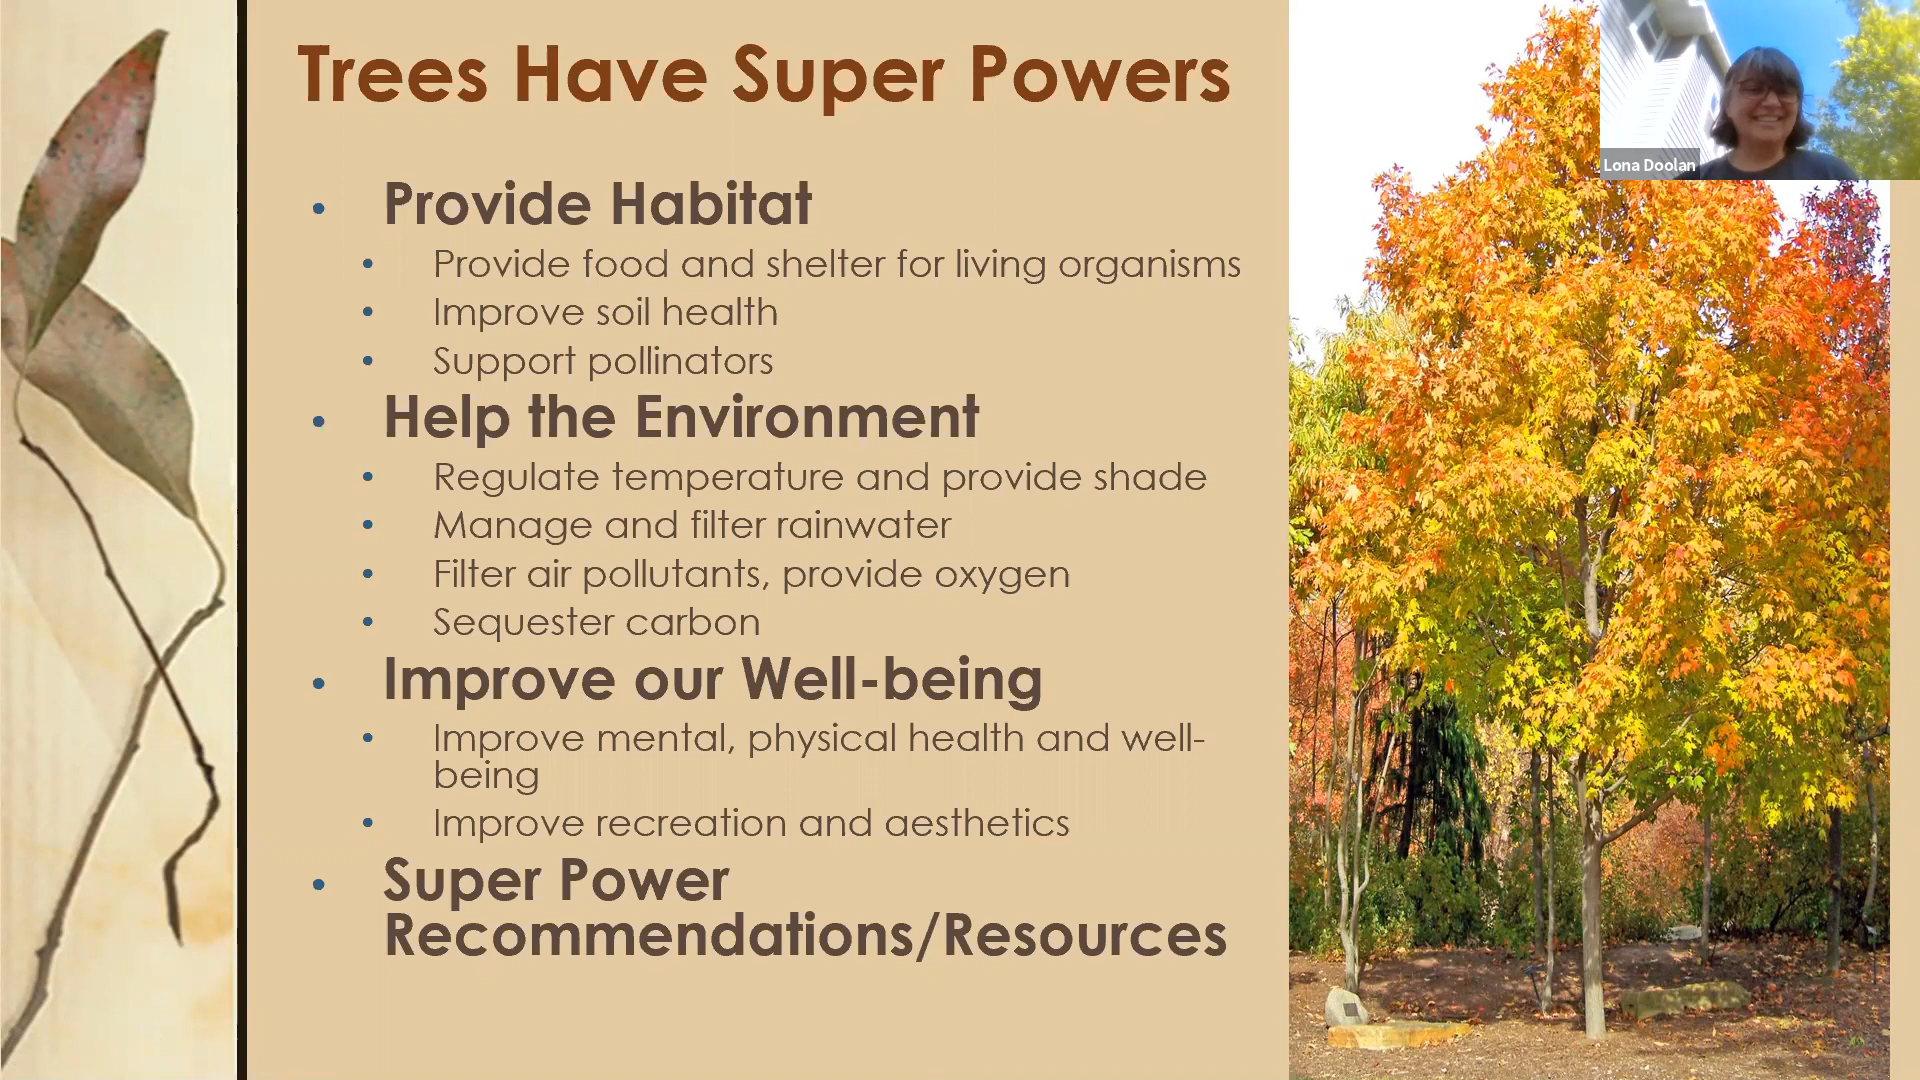 Trees Have Super Powers
Lona Doolan
• Provide Habitat
• Provide food and shelter for living organisms
• Improve soil health
• Support pollinators
• Help the Environment
• Regulate temperature and provide shade
• Manage and filter rainwater
• Filter air pollutants, provide oxygen
• Sequester carbon
• Improve our Well-being
• Improve mental, physical health and well-
being
• Improve recreation and aesthetics
• Super Power
Recommendations/Resources